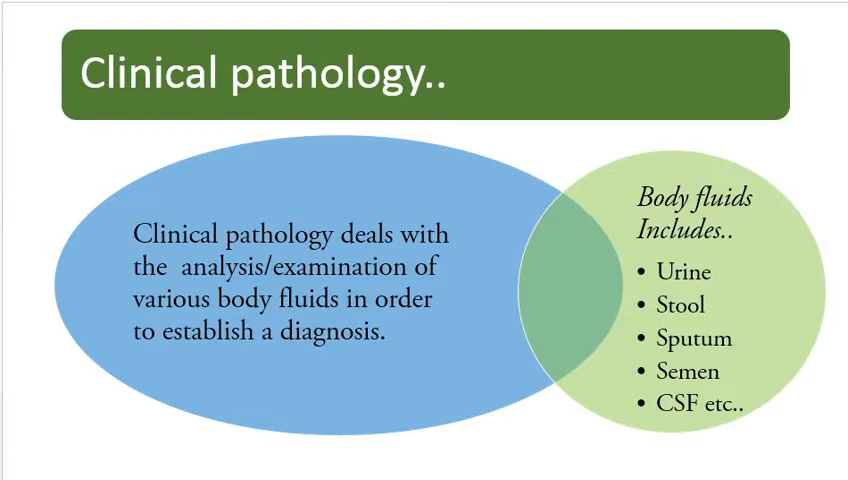 Clinical pathology..
Clinical pathology deals with
the analysis/examination of
various body fluids in order
to establish a diagnosis.
Body fluids
Includes..
• Urine
• Stool
• Sputum
• Semen
• CSF etc..